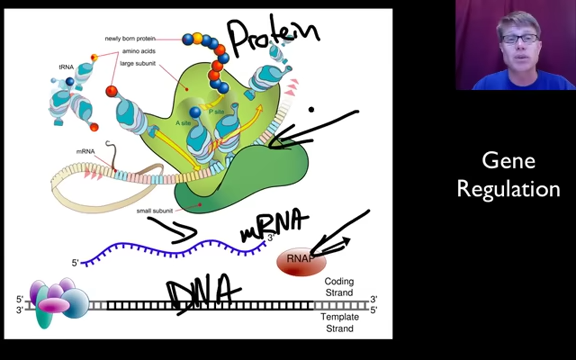 newly born protein
Protein
amino acids
tRNA
large subunit
P site
A site
mRNA
small subunit
mRNA
3'
5'
RNAP
DNA
Coding
Strand
5'
3'
3'
5'
Template
Strand
Gene
Regulation